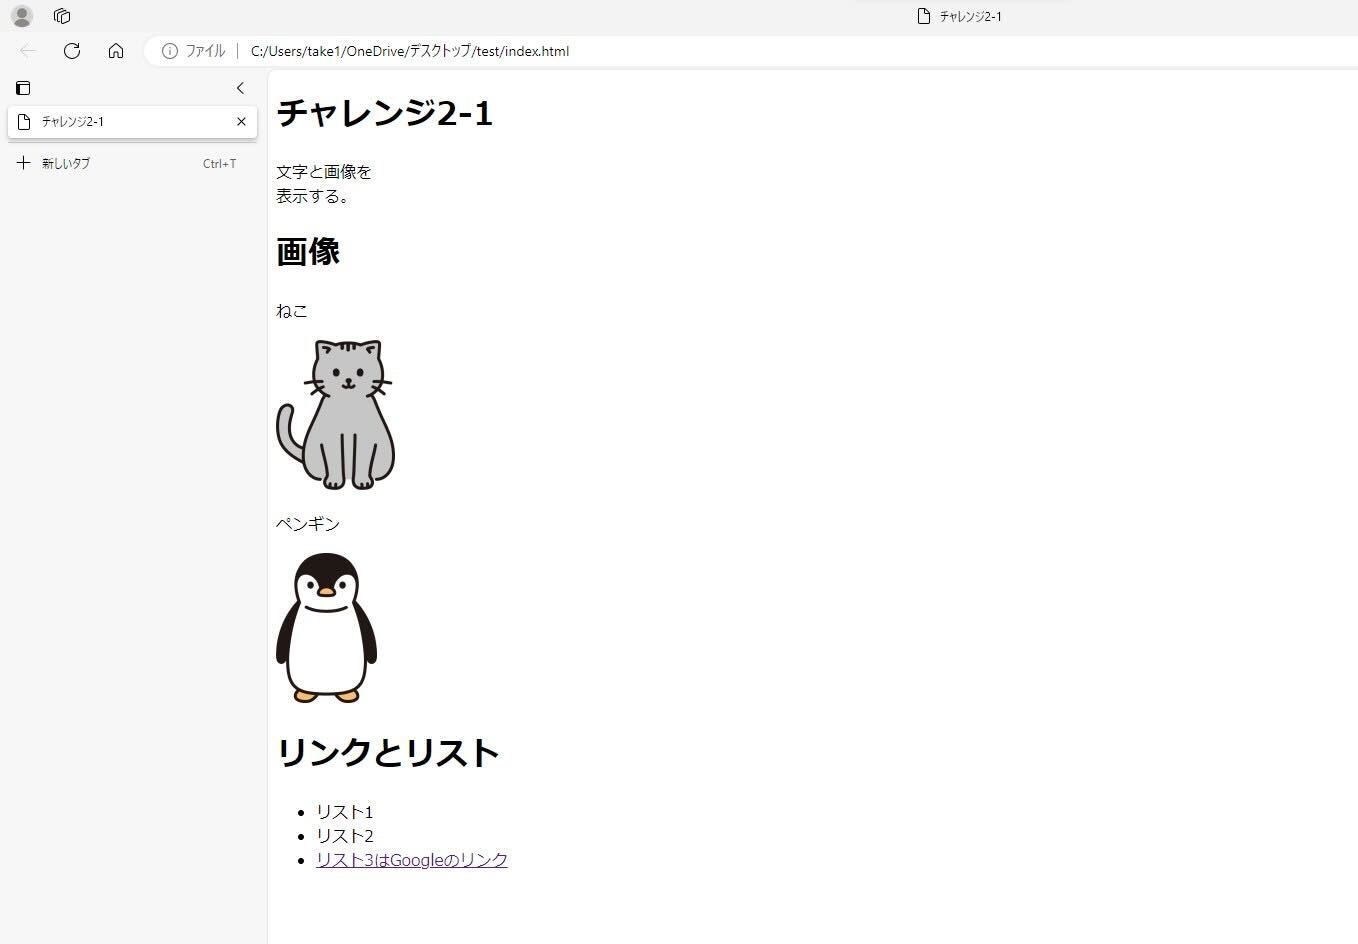 チャレンジ2-1
ファイル
C:/Users/take1/OneDrive/デスクトップ/test/index.html
チャレンジ2-1
新しいタブ Ctrl+T
チャレンジ2-1
文字と画像を
表示する。
画像
ねこ
ペンギン
リンクとリスト
リスト1
リスト2
リスト3はGoogleのリンク